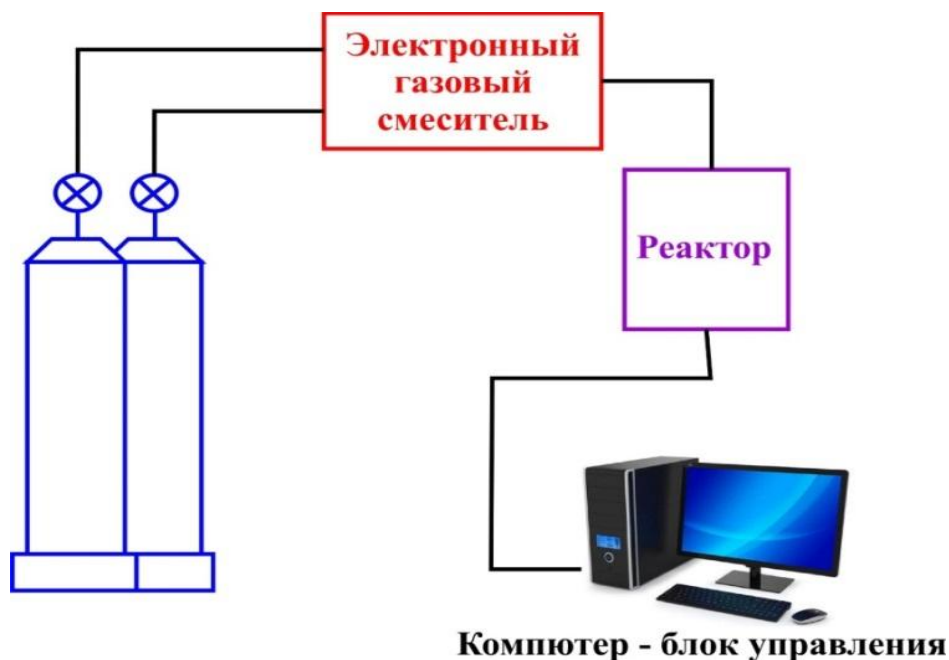 Электронный
газовый
смеситель
Реактор
Компютер - блок управления